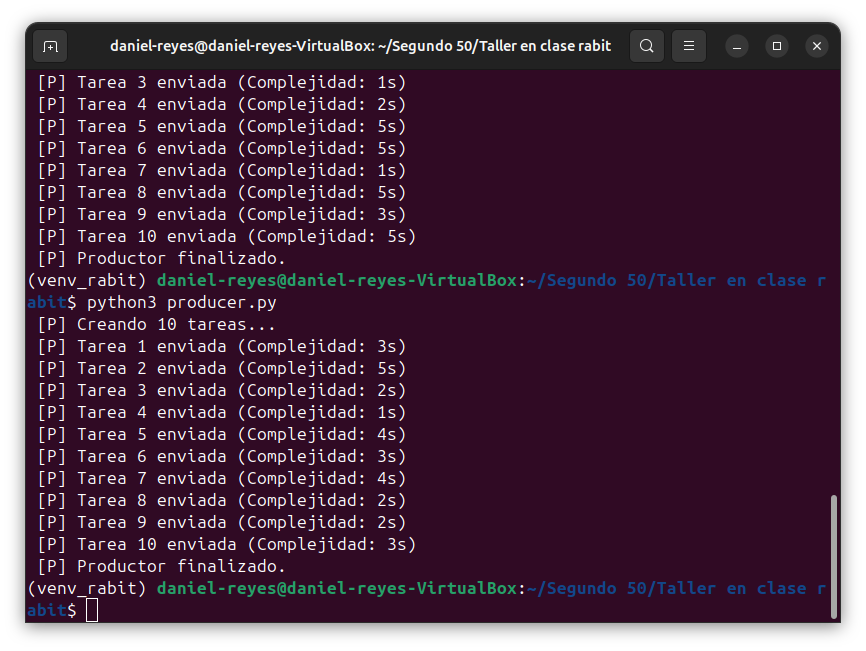 daniel-reyes@daniel-reyes-VirtualBox: ~/Segundo 50/Taller en clase rabit
[P] Tarea 3 enviada (Complejidad: 1s)
[P] Tarea 4 enviada (Complejidad: 2s)
[P] Tarea 5 enviada (Complejidad: 5s)
[P] Tarea 6 enviada (Complejidad: 5s)
[P] Tarea 7 enviada (Complejidad: 1s)
[P] Tarea 8 enviada (Complejidad: 5s)
[P] Tarea 9 enviada (Complejidad: 3s)
[P] Tarea 10 enviada (Complejidad: 5s)
[P] Productor finalizado.
(venv_rabit) daniel-reyes@daniel-reyes-VirtualBox:~/Segundo 50/Taller en clase r
abit$ python3 producer.py
[P] Creando 10 tareas...
[P] Tarea 1 enviada (Complejidad: 3s)
[P] Tarea 2 enviada (Complejidad: 5s)
[P] Tarea 3 enviada (Complejidad: 2s)
[P] Tarea 4 enviada (Complejidad: 1s)
[P] Tarea 5 enviada (Complejidad: 4s)
[P] Tarea 6 enviada (Complejidad: 3s)
[P] Tarea 7 enviada (Complejidad: 4s)
[P] Tarea 8 enviada (Complejidad: 2s)
[P] Tarea 9 enviada (Complejidad: 2s)
[P] Tarea 10 enviada (Complejidad: 3s)
[P] Productor finalizado.
(venv_rabit) daniel-reyes@daniel-reyes-VirtualBox:~/Segundo 50/Taller en clase r
abit$